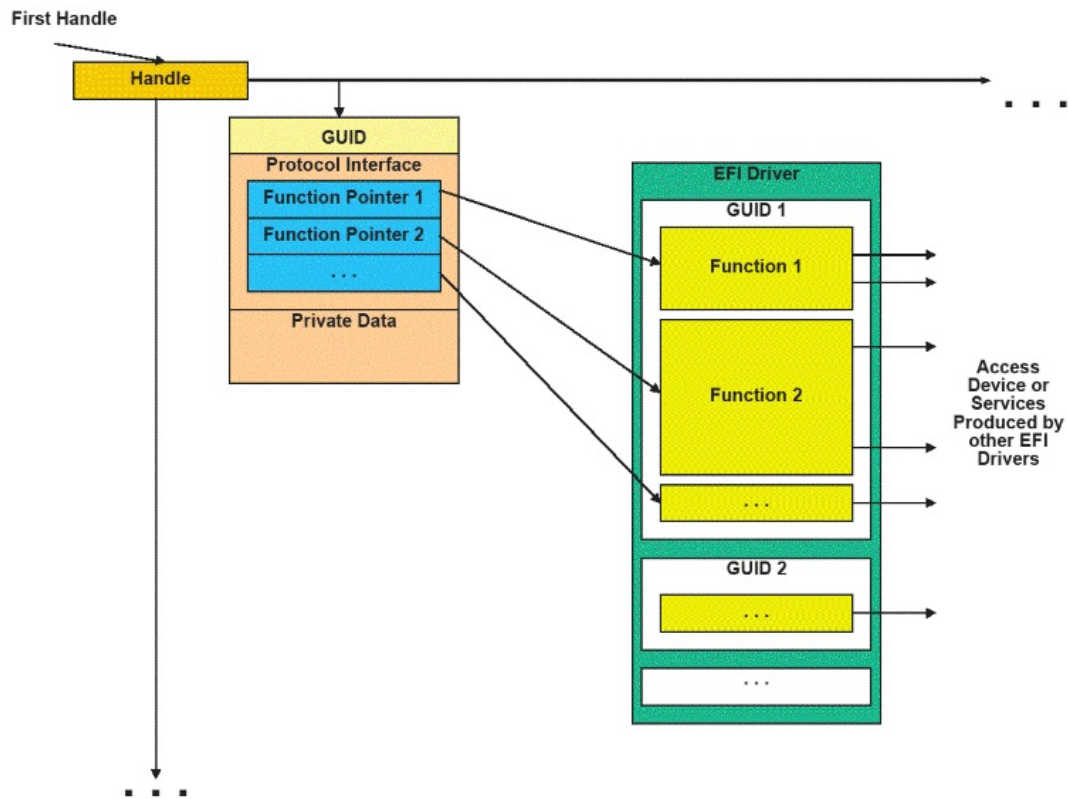 First Handle
Handle
. . .
GUID
Protocol Interface
Function Pointer 1
Function Pointer 2
. . .
Private Data
EFI Driver
GUID 1
Function 1
Function 2
. . .
GUID 2
. . .
. . .
Access
Device or
Services
Produced by
other EFI
Drivers
. . .